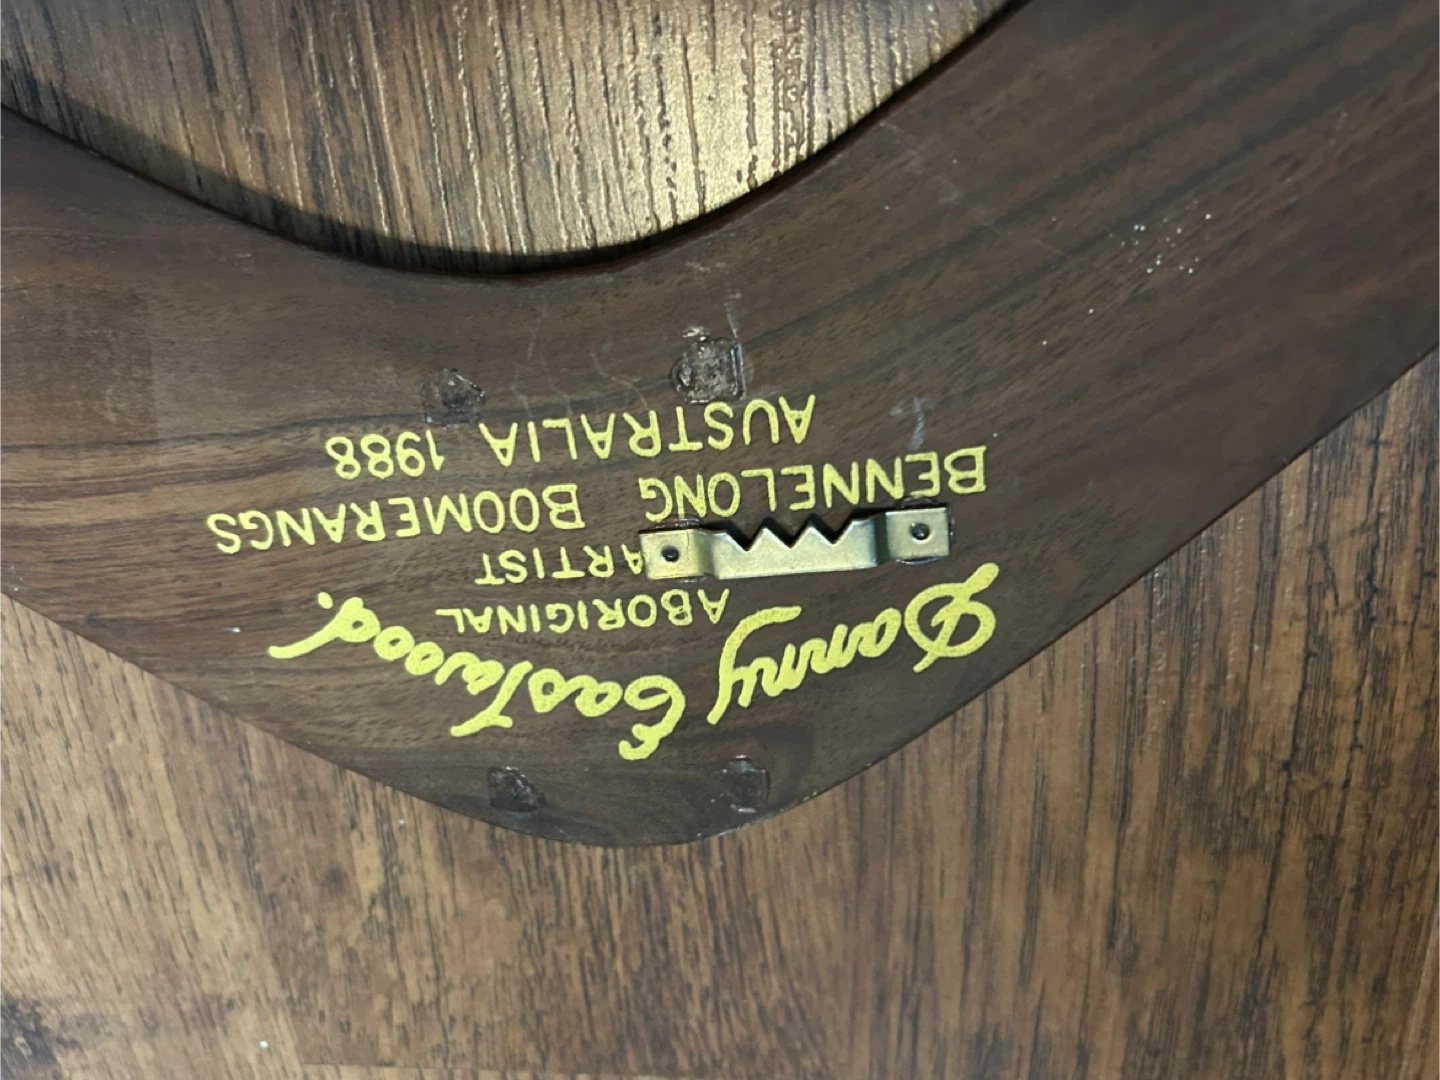 Danny Eastwood.
ABORIGINAL
ARTIST
BENNELONG BOOMERANGS
AUSTRALIA 1988